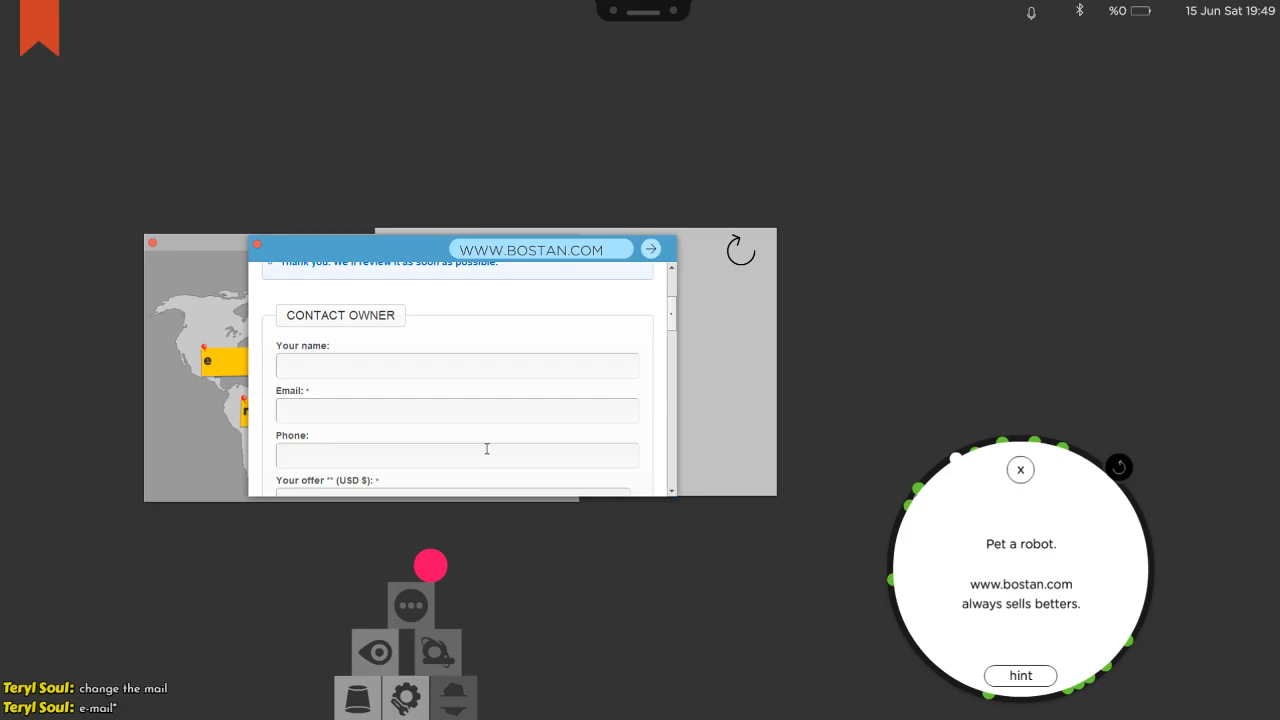 %0
15 Jun Sat 19:49
WWW.BOSTAN.COM
Thank you. We'll review it as soon as possible.
CONTACT OWNER
Your name:
Email: *
Phone:
Your offer ** (USD $): *
e
x
Pet a robot.
www.bostan.com
always sells betters.
hint
Teryl Soul: change the mail
Teryl Soul: e-mail*